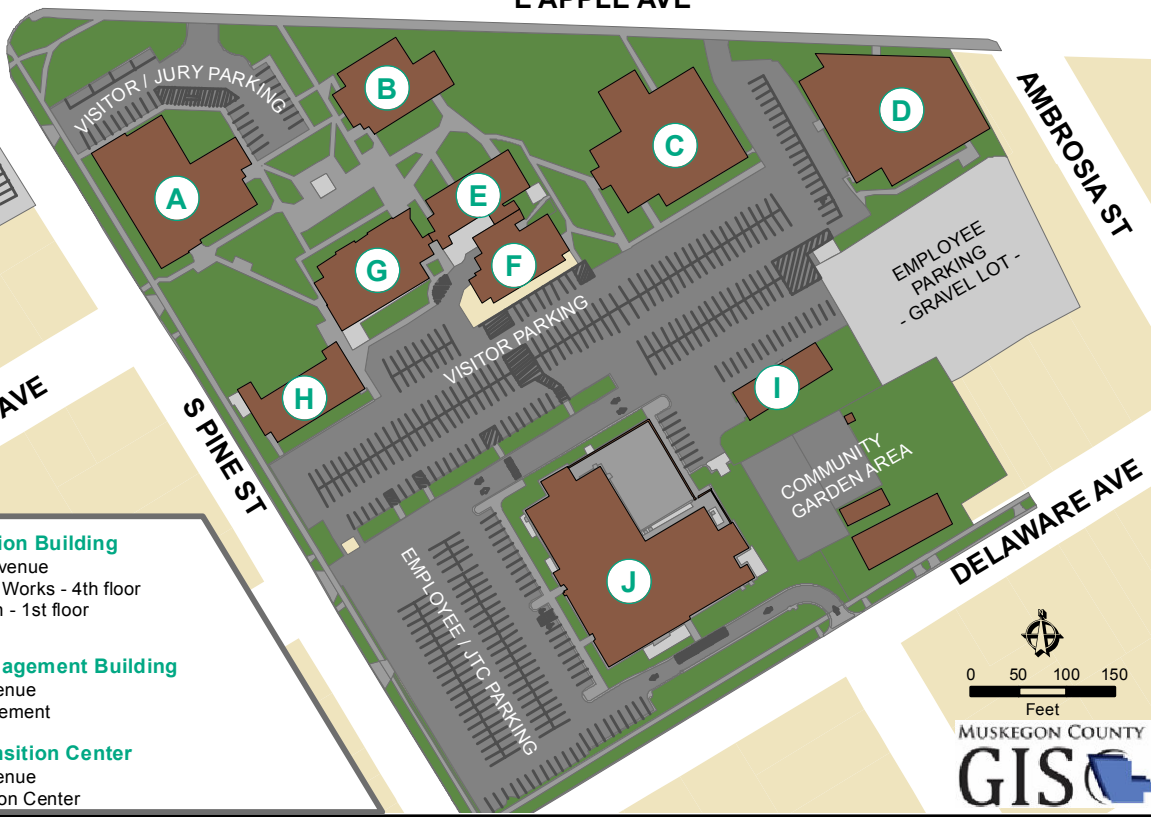 E APPLE AVE
VISITOR / JURY PARKING
A
B
C
D
E
F
G
H
I
J
AMBROSIA ST
EMPLOYEE
PARKING
- GRAVEL LOT -
VISITOR PARKING
AVE
S PINE ST
COMMUNITY
GARDEN AREA
DELAWARE AVE
EMPLOYEE / JTC PARKING
ion Building
venue
Works - 4th floor
- 1st floor
agement Building
enue
ement
sition Center
enue
on Center
0 50 100 150
Feet
MUSKEGON COUNTY
GIS